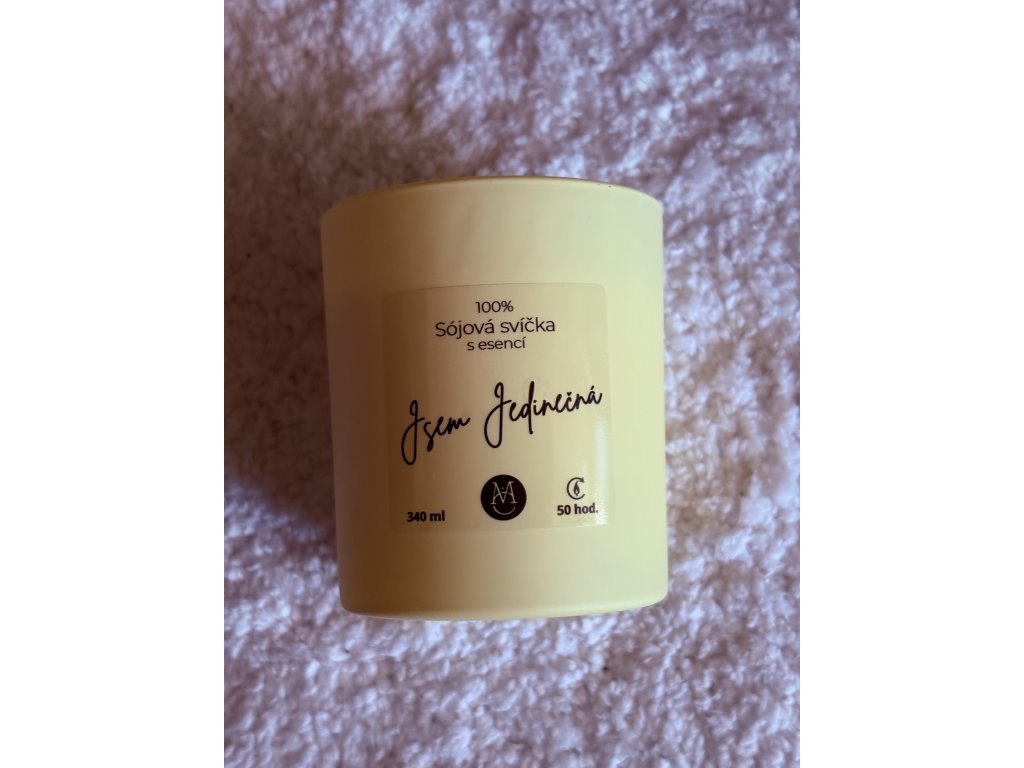 100%
Sójová svíčka
s esencí
Jsem Jedinečná
340 ml
50 hod.